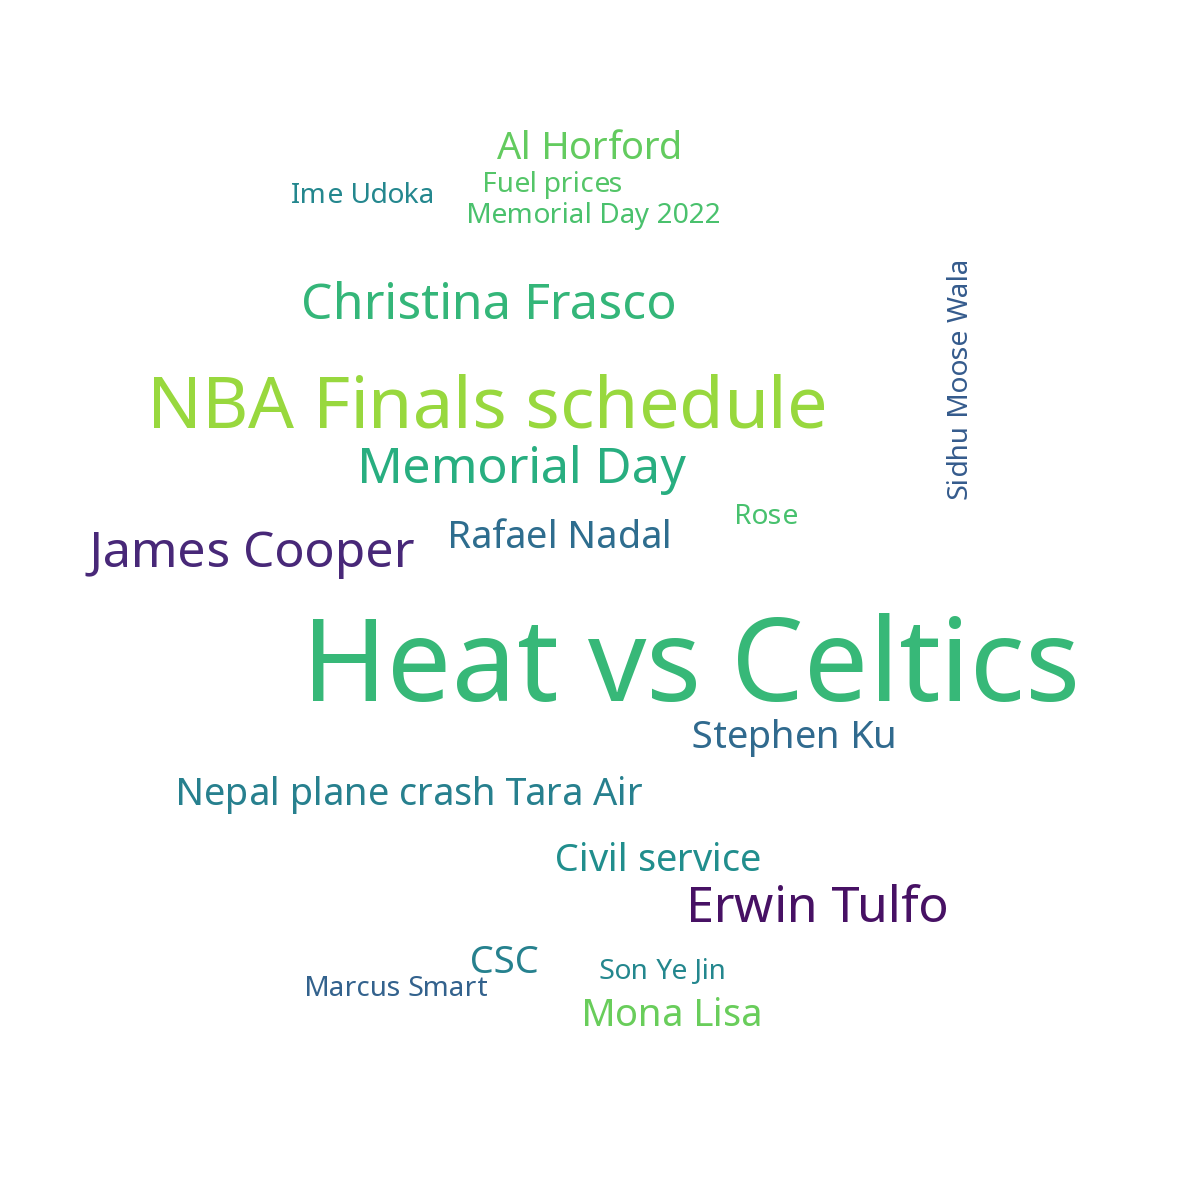 Al Horford
Fuel prices
Ime Udoka
Memorial Day 2022
Christina Frasco
Sidhu Moose Wala
NBA Finals schedule
Memorial Day
Rose
Rafael Nadal
James Cooper
Heat vs Celtics
Stephen Ku
Nepal plane crash Tara Air
Civil service
Erwin Tulfo
CSC
Son Ye Jin
Marcus Smart
Mona Lisa